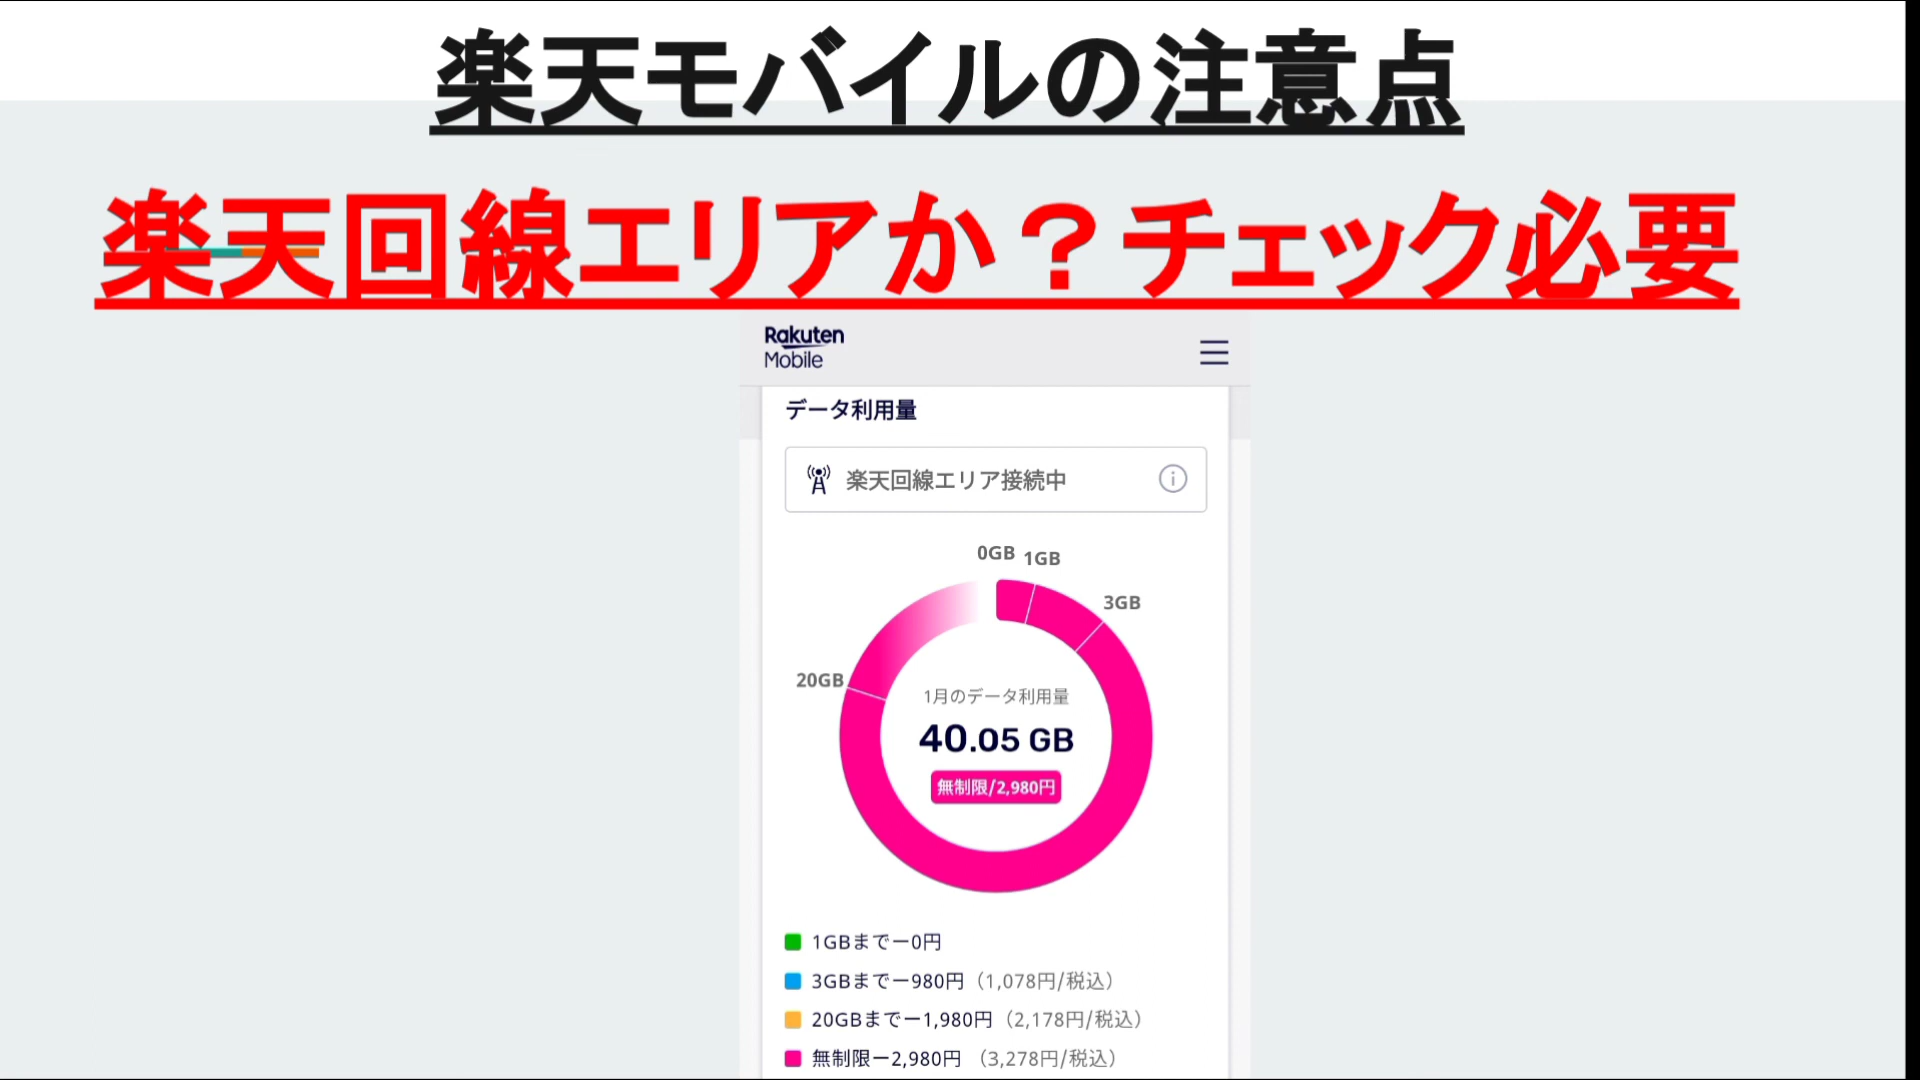 楽天モバイルの注意点
楽天回線エリアか？チェック必要
Rakuten
Mobile
データ利用量
楽天回線エリア接続中
0GB
1GB
3GB
20GB
1月のデータ利用量
40.05 GB
無制限/2,980円
1GBまでー0円
3GBまでー980円（1,078円/税込）
20GBまでー1,980円（2,178円/税込）
無制限ー2,980円（3,278円/税込）